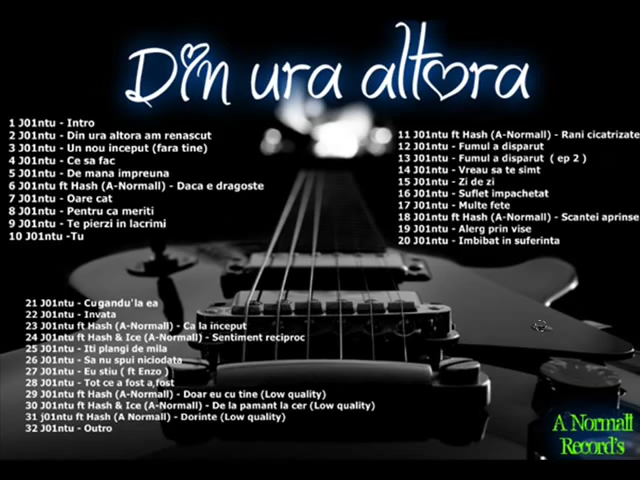 Din ura altora
1 J01ntu - Intro
2 J01ntu - Din ura altora am renascut
3 J01ntu - Un nou inceput (fara tine)
4 J01ntu - Ce sa fac
5 J01ntu - De mana impreuna
6 J01ntu ft Hash (A-Normall) - Daca e dragoste
7 J01ntu - Oare cat
8 J01ntu - Pentru ca meriti
9 J01ntu - Te pierzi in lacrimi
10 J01ntu -Tu
11 J01ntu ft Hash (A-Normall) - Rani cicatrizate
12 J01ntu - Fumul a disparut
13 J01ntu - Fumul a disparut ( ep 2 )
14 J01ntu - Vreau sa te simt
15 J01ntu - Zi de zi
16 J01ntu - Suflet impachetat
17 J01ntu - Multe fete
18 J01ntu ft Hash (A-Normall) - Scantei aprinse
19 J01ntu - Alerg prin vise
20 J01ntu - Imbibat in suferinta
21 J01ntu - Cugandu'la ea
22 J01ntu - Invata
23 J01ntu ft Hash (A-Normall) - Ca la inceput
24 J01ntu ft Hash & Ice (A-Normall) - Sentiment reciproc
25 J01ntu - Iti plangi de mila
26 J01ntu - Sa nu spui niciodata
27 J01ntu - Eu stiu ( ft Enzo )
28 J01ntu - Tot ce a fost a,fost
29 J01ntu ft Hash (A-Normall) - Doar eu cu tine (Low quality)
30 J01ntu ft Hash & Ice (A-Normall) - De la pamant la cer (Low quality)
31 j01ntu ft Hash (A Normall) - Dorinte (Low quality)
32 J01ntu - Outro
A Normall
Record's